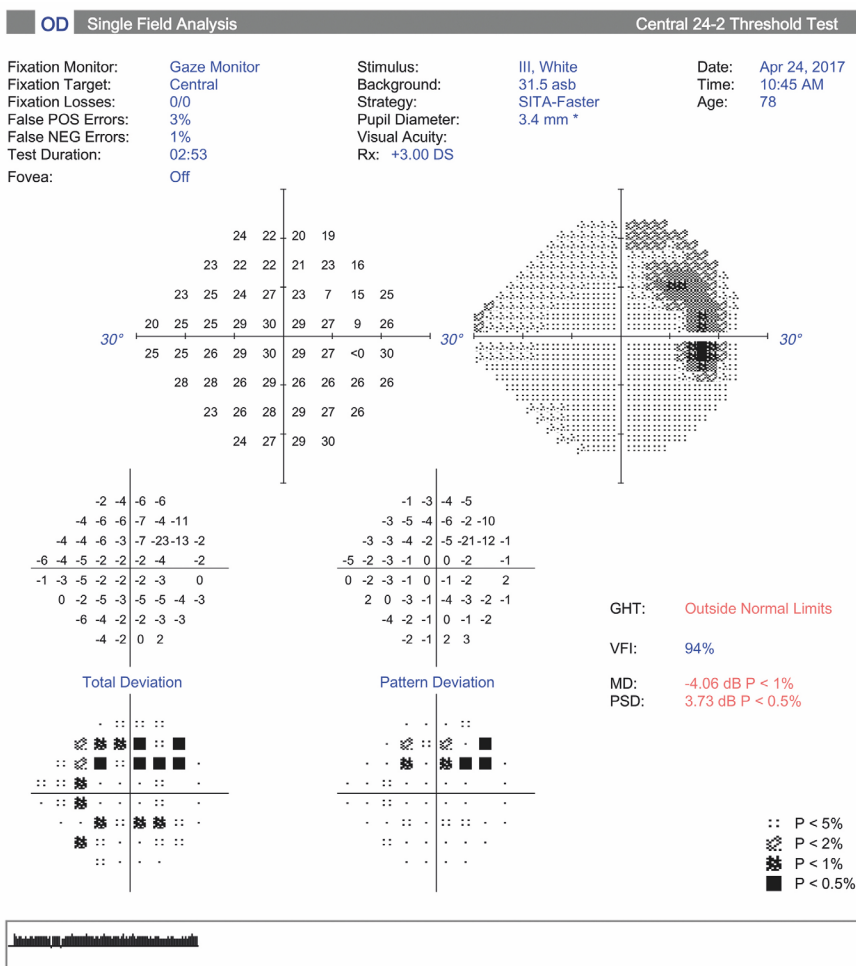 OD Single Field Analysis Central 24-2 Threshold Test
Fixation Monitor: Gaze Monitor Stimulus: III, White Date: Apr 24, 2017
Fixation Target: Central Background: 31.5 asb Time: 10:45 AM
Fixation Losses: 0/0 Strategy: SITA-Faster Age: 78
False POS Errors: 3% Pupil Diameter: 3.4 mm *
False NEG Errors: 1% Visual Acuity:
Test Duration: 02:53 Rx: +3.00 DS
Fovea: Off
24 22 20 19
23 22 22 21 23 16
23 25 24 27 23 7 15 25
20 25 25 29 30 29 27 9 26
30° 30° 30°
25 25 26 29 30 29 27 <0 30
28 28 26 29 26 26 26 26
23 26 28 29 27 26
24 27 29 30
-2 -4 -6 -6 -1 -3 -4 -5
-4 -6 -6 -7 -4 -11 -3 -5 -4 -6 -2 -10
-4 -4 -6 -3 -7 -23 -13 -2 -3 -3 -4 -2 -5 -21 -12 -1
-6 -4 -5 -2 -2 -2 -4 -2 -5 -2 -3 -1 0 0 -2 -1
-1 -3 -5 -2 -2 -2 -3 0 0 -2 -3 -1 0 -1 -2 2
0 -2 -5 -3 -5 -5 -4 -3 2 0 -3 -1 -4 -3 -2 -1
-6 -4 -2 -2 -3 -3 -4 -2 -1 0 -1 -2
-4 -2 0 2 -2 -1 2 3
GHT: Outside Normal Limits
VFI: 94%
MD: -4.06 dB P < 1%
PSD: 3.73 dB P < 0.5%
Total Deviation Pattern Deviation
P < 5%
P < 2%
P < 1%
P < 0.5%